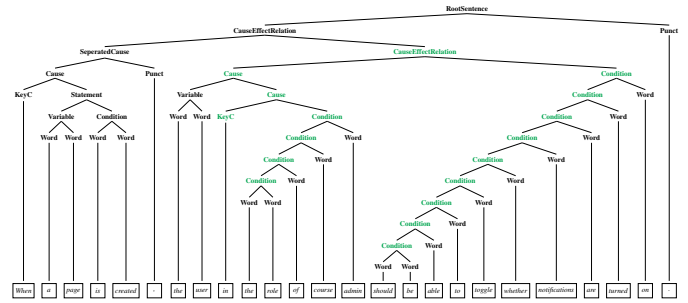 RootSentence
CauseEffectRelation Punct
SeperatedCause CauseEffectRelation
Cause Punct Cause Condition
KeyC Statement Variable Cause Condition Word
Variable Condition Word Word KeyC Condition Condition Word
Word Word Word Word Condition Word Condition Word
Condition Word Condition Word
Condition Word Condition Word
Word Word Condition Word
Condition Word
Condition Word
Word Word
When a page is created . the user in the role of course admin should be able to toggle whether notifications are turned on .